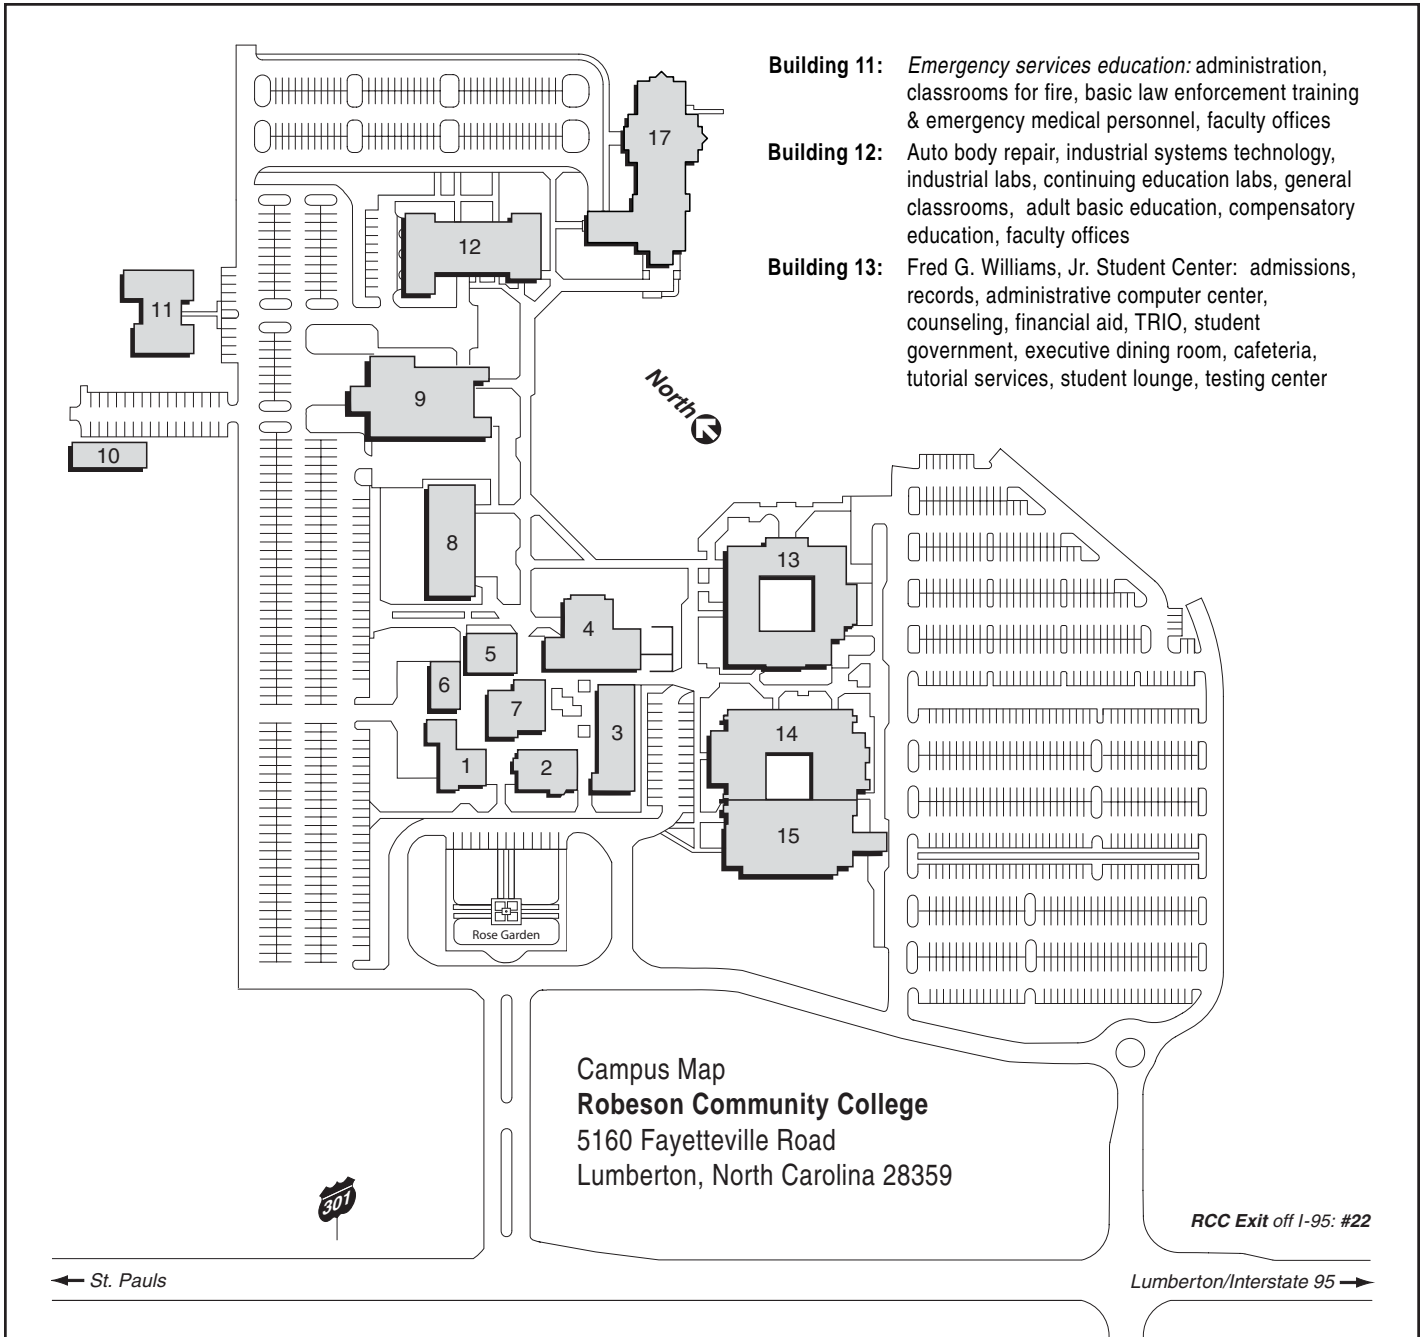 Building 11: Emergency services education: administration,
classrooms for fire, basic law enforcement training
& emergency medical personnel, faculty offices
Building 12: Auto body repair, industrial systems technology,
industrial labs, continuing education labs, general
classrooms, adult basic education, compensatory
education, faculty offices
Building 13: Fred G. Williams, Jr. Student Center: admissions,
records, administrative computer center,
counseling, financial aid, TRIO, student
government, executive dining room, cafeteria,
tutorial services, student lounge, testing center
17
12
11
9
North
10
8
13
4
5
6
7
3
14
1
2
15
Rose Garden
Campus Map
Robeson Community College
5160 Fayetteville Road
Lumberton, North Carolina 28359
301
RCC Exit off I-95: #22
St. Pauls
Lumberton/Interstate 95